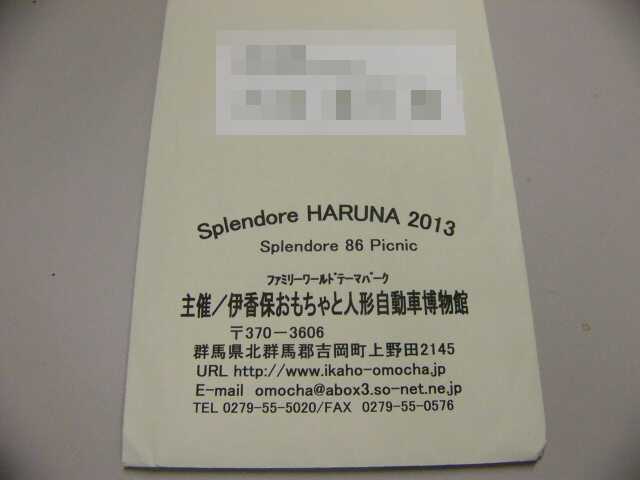 Splendore HARUNA 2013
Splendore 86 Picnic
ファミリーワールドテーマパーク
主催／伊香保おもちゃと人形自動車博物館
〒370－3606
群馬県北群馬郡吉岡町上野田2145
URL http://www.ikaho-omocha.jp
E-mail omocha@abox3.so-net.ne.jp
TEL 0279-55-5020/FAX 0279-55-0576